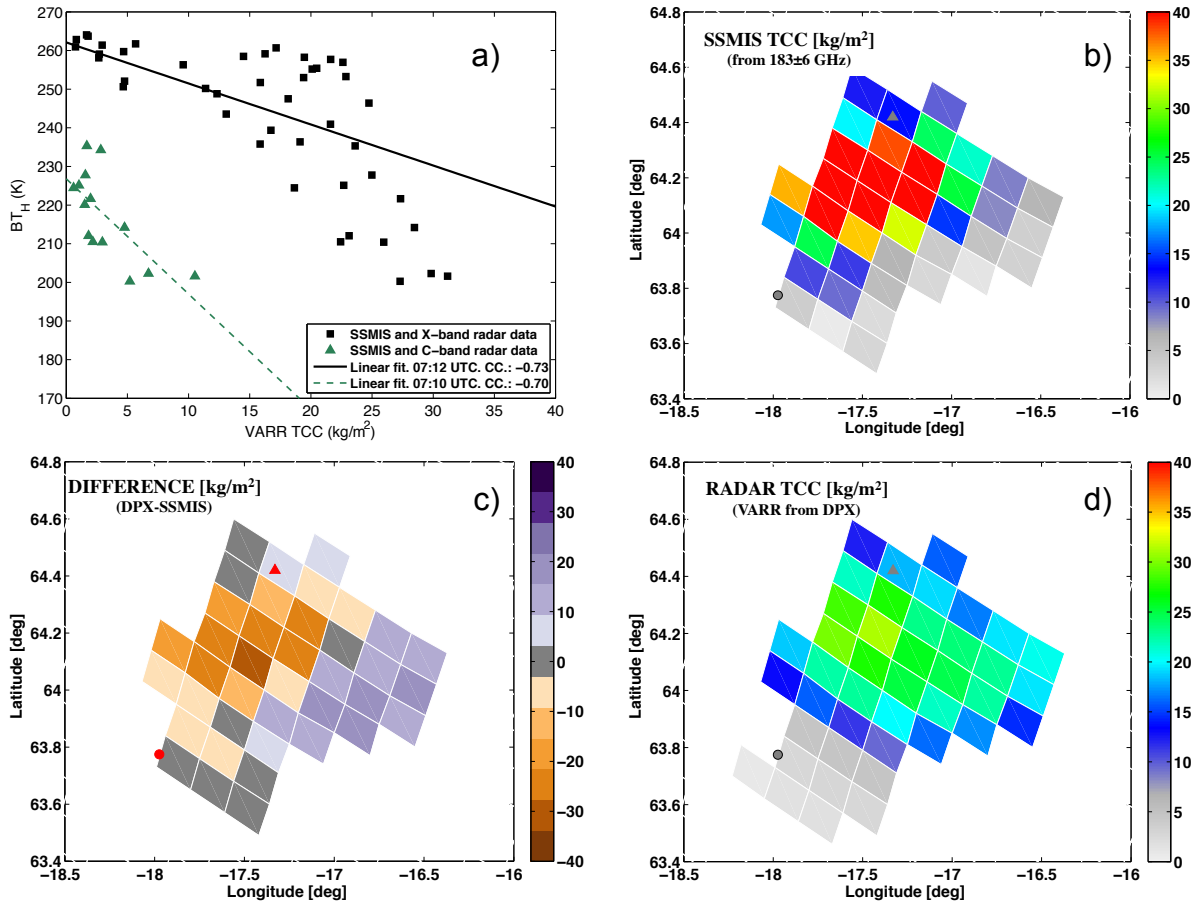 a)
270
260
250
240
230
220
210
200
190
180
170
BT_H (K)
0 5 10 15 20 25 30 35 40
VARR TCC (kg/m²)
SSMIS and X−band radar data
SSMIS and C−band radar data
Linear fit. 07:12 UTC. CC.: −0.73
Linear fit. 07:10 UTC. CC.: −0.70
b)
SSMIS TCC [kg/m²]
(from 183±6 GHz)
64.8
64.6
64.4
64.2
64
63.8
63.6
63.4
Latitude [deg]
−18.5 −18 −17.5 −17 −16.5 −16
Longitude [deg]
40
35
30
25
20
15
10
5
0
c)
DIFFERENCE [kg/m²]
(DPX-SSMIS)
64.8
64.6
64.4
64.2
64
63.8
63.6
63.4
Latitude [deg]
−18.5 −18 −17.5 −17 −16.5 −16
Longitude [deg]
40
30
20
10
0
−10
−20
−30
−40
d)
RADAR TCC [kg/m²]
(VARR from DPX)
64.8
64.6
64.4
64.2
64
63.8
63.6
63.4
Latitude [deg]
−18.5 −18 −17.5 −17 −16.5 −16
Longitude [deg]
40
35
30
25
20
15
10
5
0